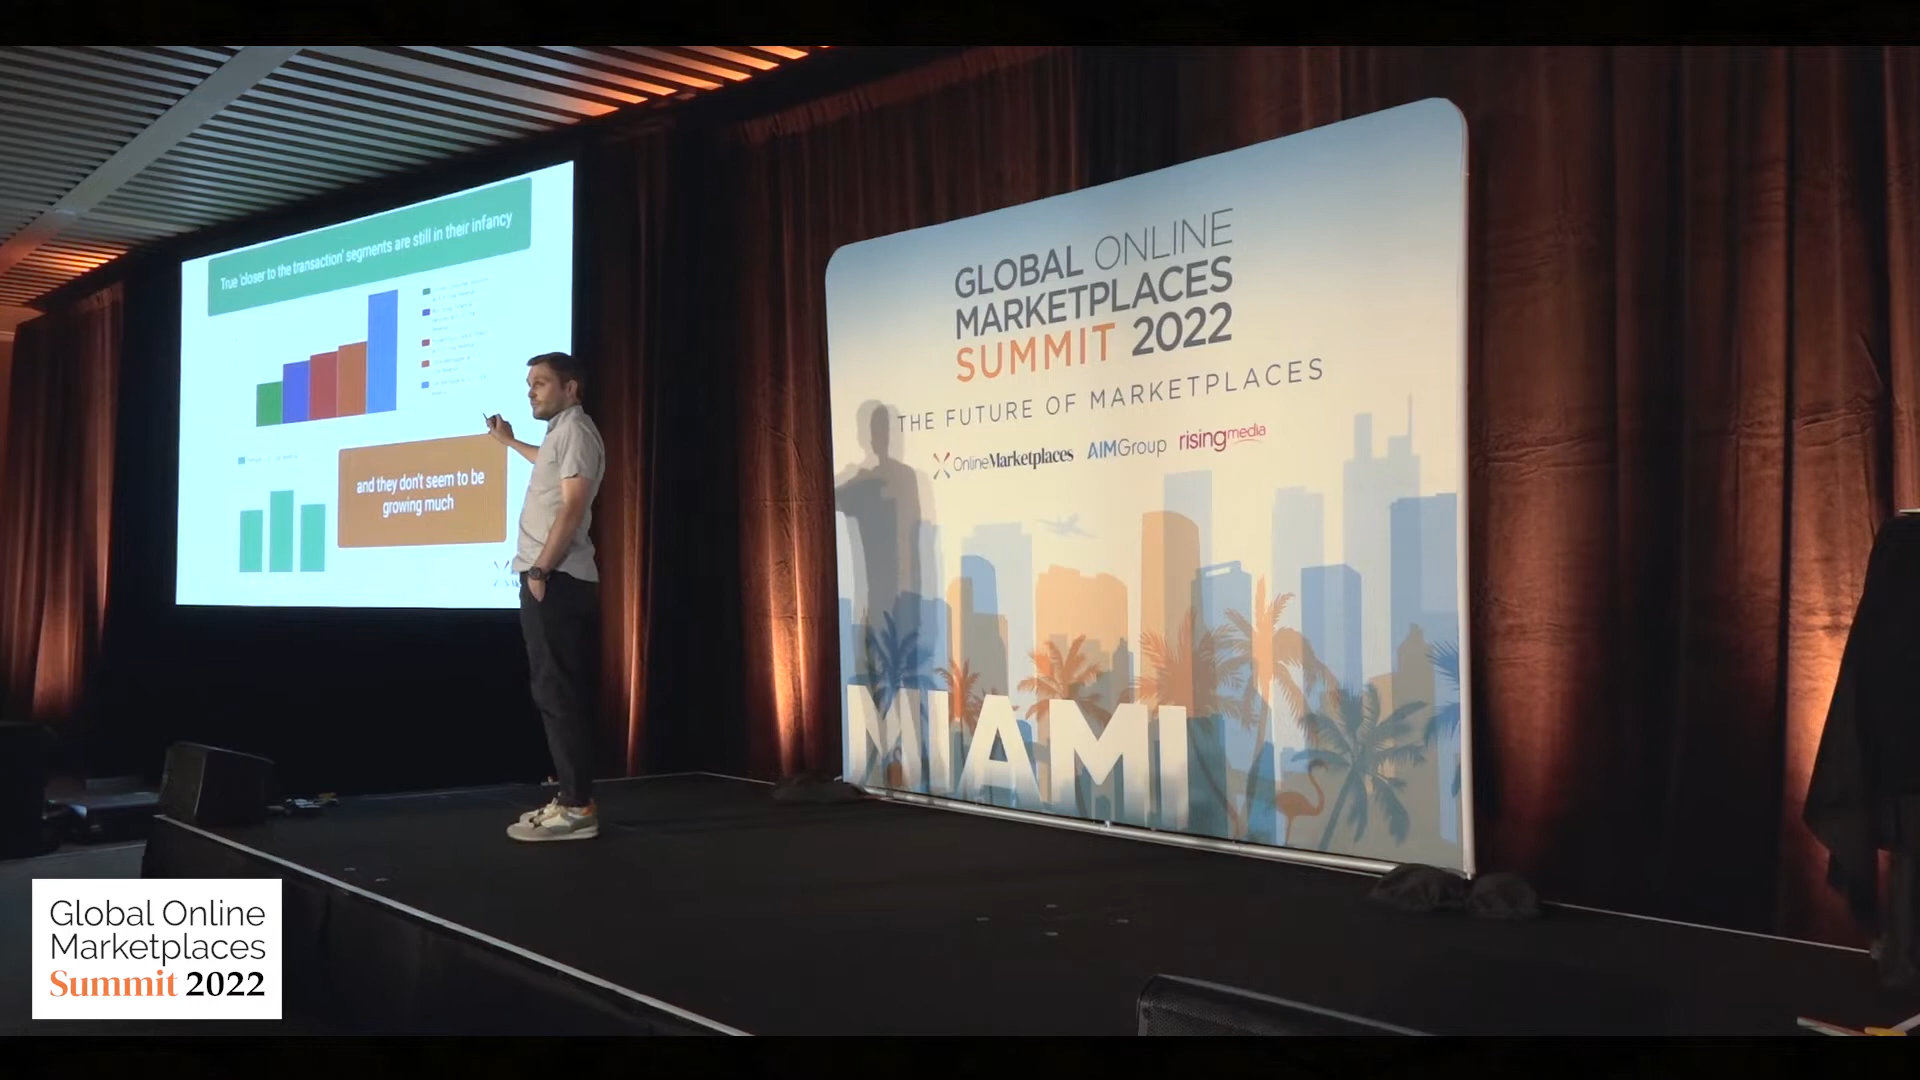 True 'closer to the transaction' segments are still in their infancy
and they don't seem to be
growing much
GLOBAL ONLINE
MARKETPLACES
SUMMIT 2022
THE FUTURE OF MARKETPLACES
OnlineMarketplaces AIMGroup risingmedia
MIAMI
Global Online
Marketplaces
Summit 2022